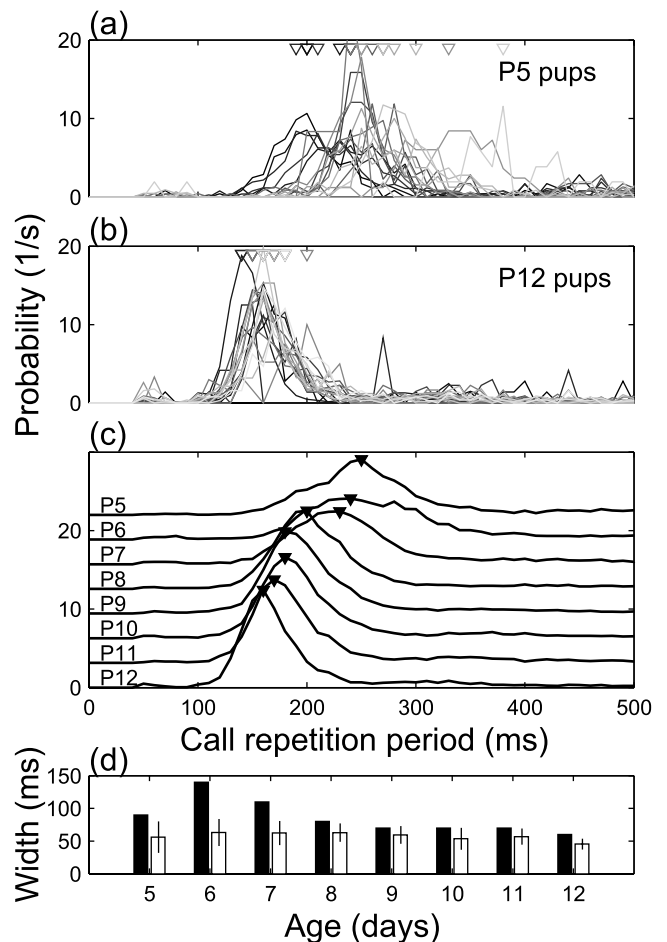 (a)
20
P5 pups
10
0
(b)
20
P12 pups
10
0
Probability (1/s)
(c)
P5
P6
20
P7
P8
P9
10
P10
P11
P12
0
0 100 200 300 400 500
Call repetition period (ms)
(d)
150
100
50
0
Width (ms)
5 6 7 8 9 10 11 12
Age (days)